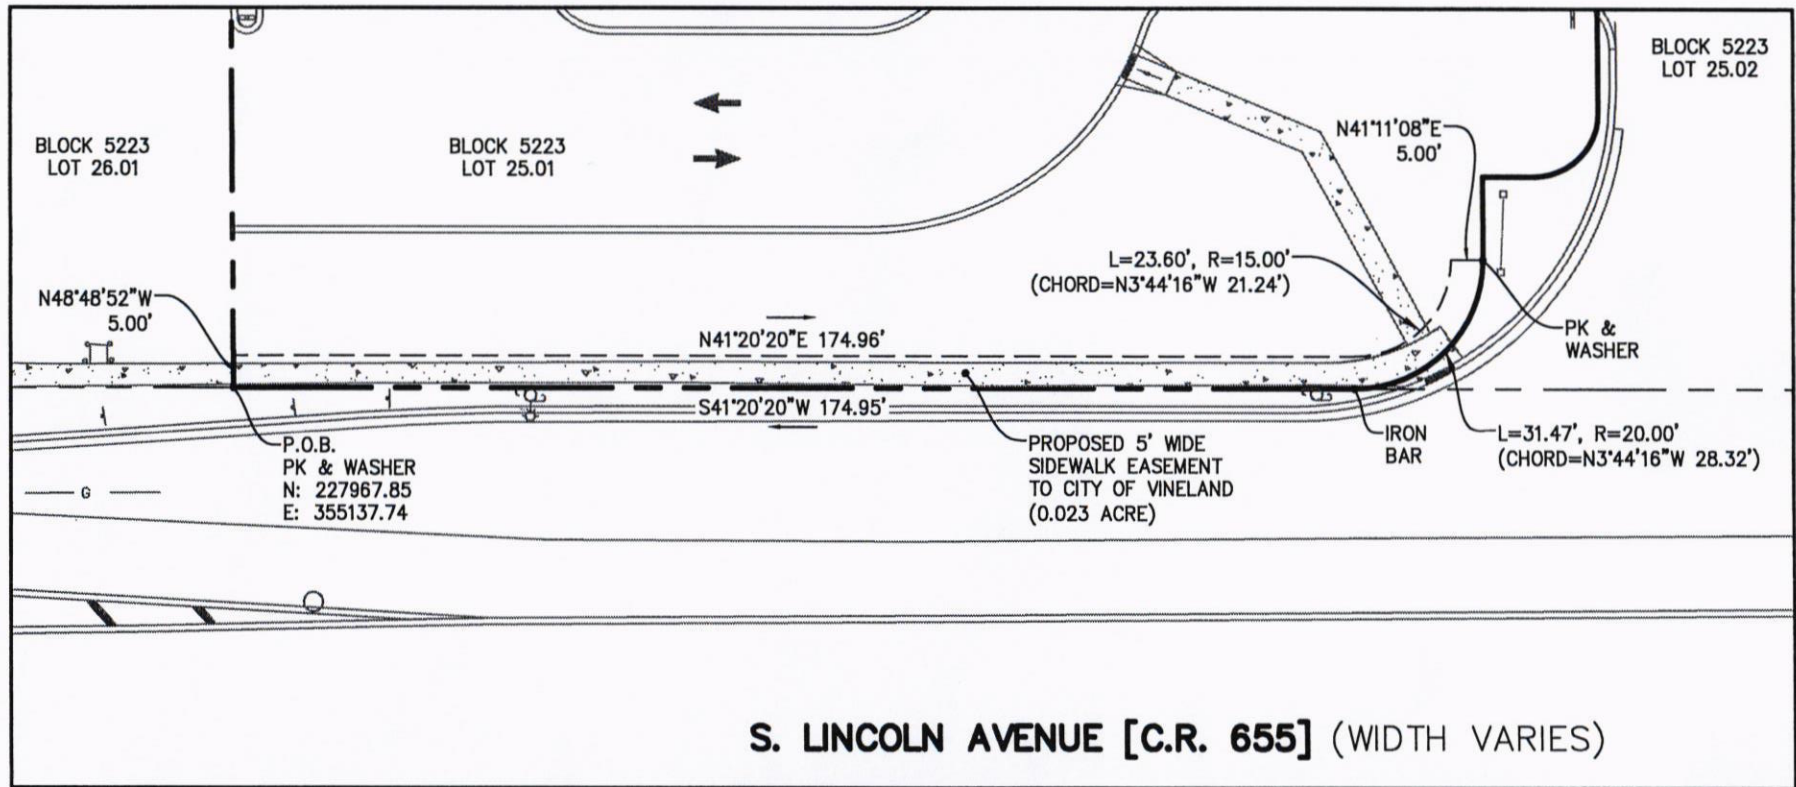 BLOCK 5223
LOT 25.02
BLOCK 5223
LOT 26.01
BLOCK 5223
LOT 25.01
N41°11'08"E
5.00'
L=23.60', R=15.00'
(CHORD=N3°44'16"W 21.24')
N48°48'52"W
5.00'
N41°20'20"E 174.96'
PK &
WASHER
S41°20'20"W 174.95'
P.O.B.
PK & WASHER
N: 227967.85
E: 355137.74
PROPOSED 5' WIDE
SIDEWALK EASEMENT
TO CITY OF VINELAND
(0.023 ACRE)
IRON
BAR
L=31.47', R=20.00'
(CHORD=N3°44'16"W 28.32')
G
S. LINCOLN AVENUE [C.R. 655] (WIDTH VARIES)